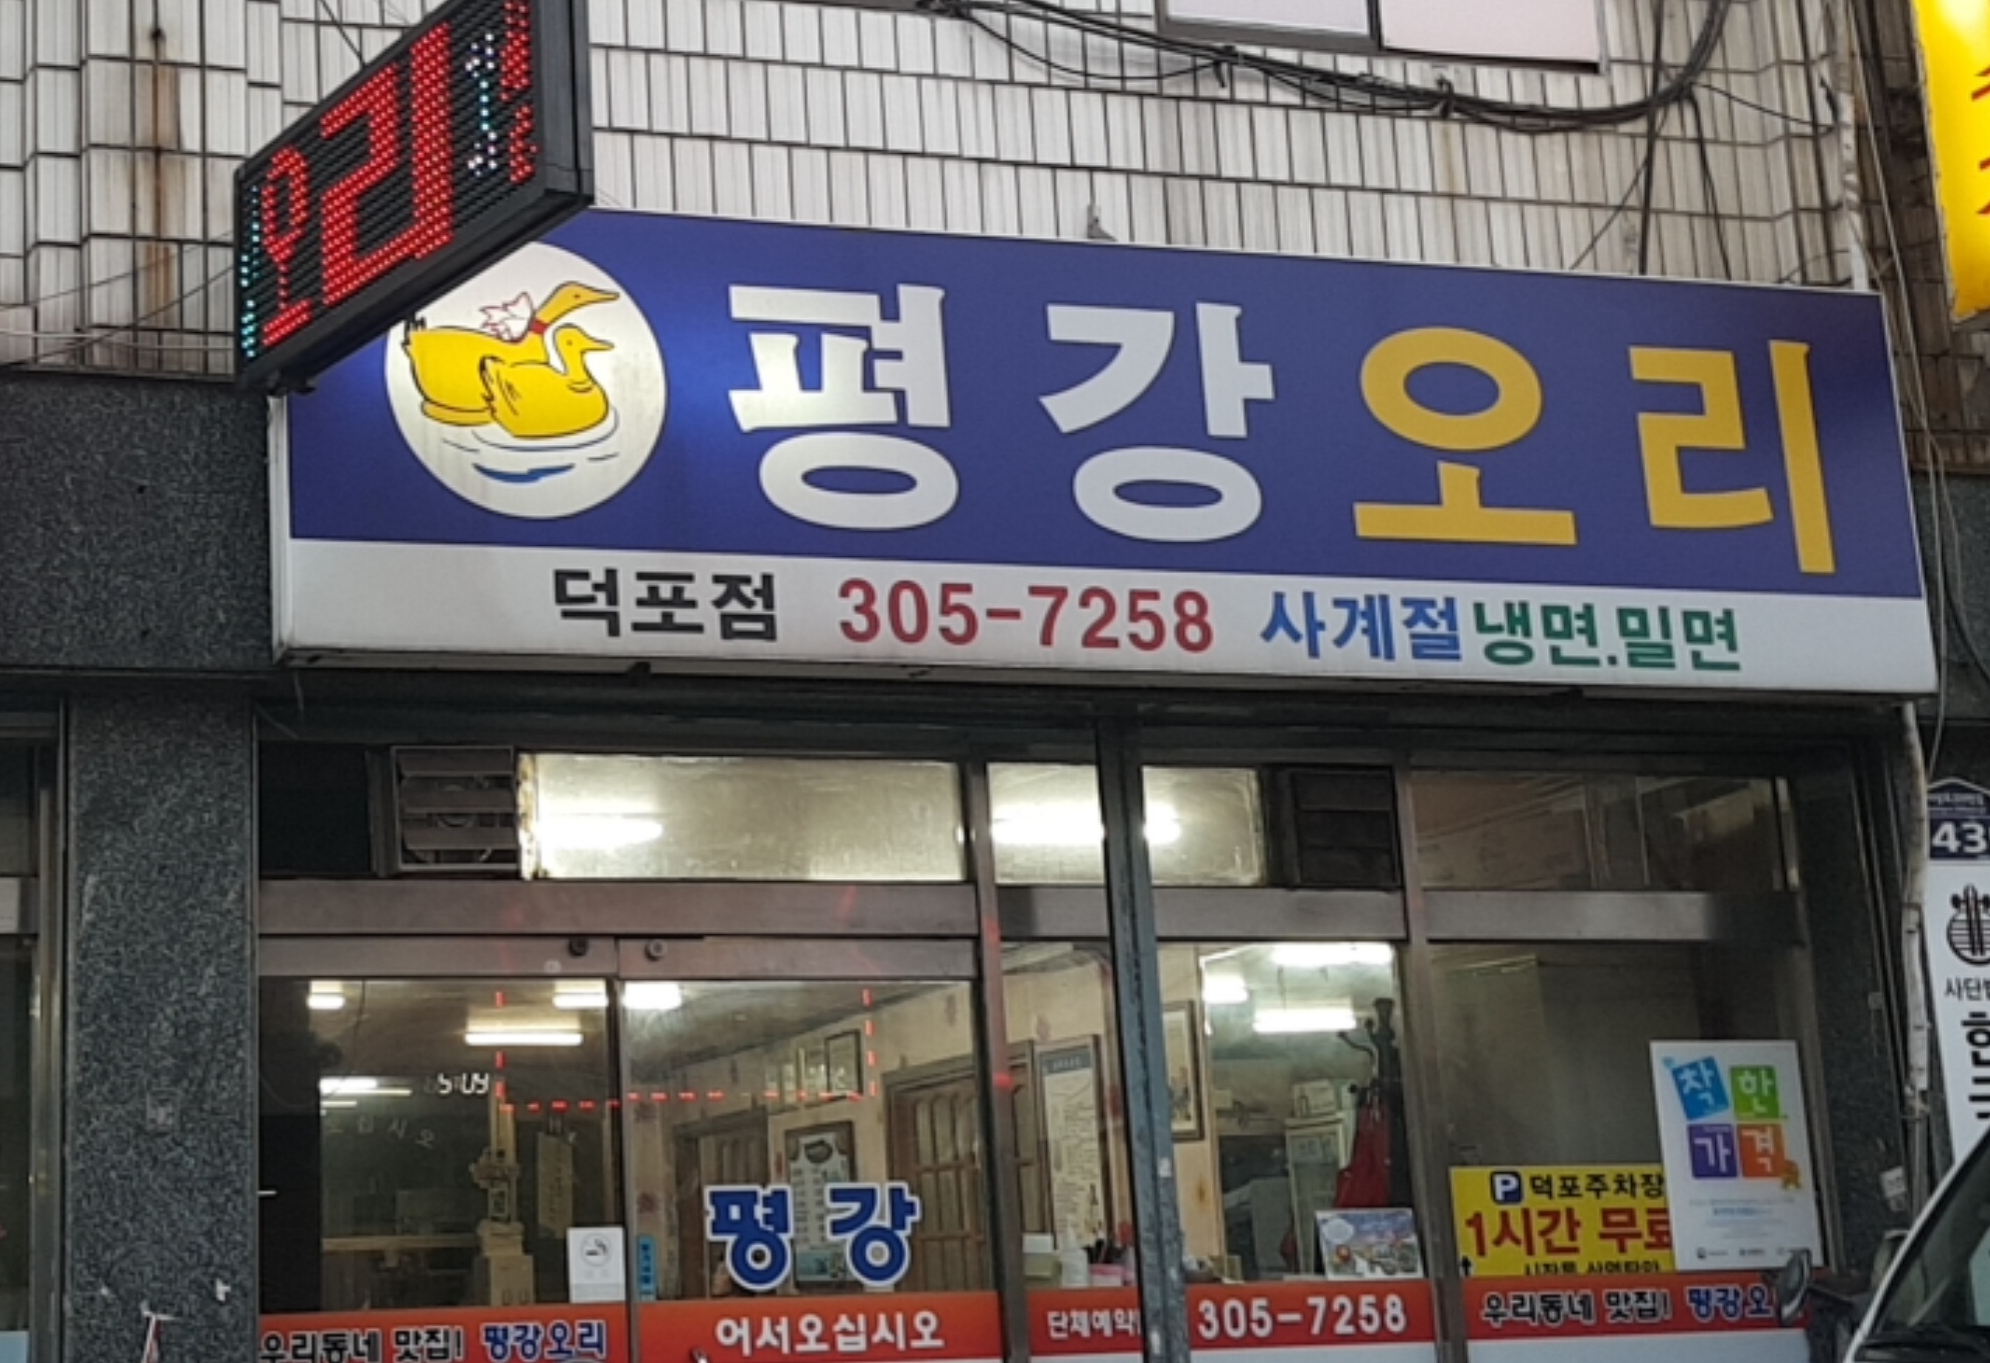 오리
평강오리
덕포점 305-7258 사계절 냉면.밀면
43
사단
착한
가격
P 덕포주차장
1시간 무료
평강
우리동네 맛집! 평강오리
어서오십시오
단체예약 305-7258
우리동네 맛집! 평강오